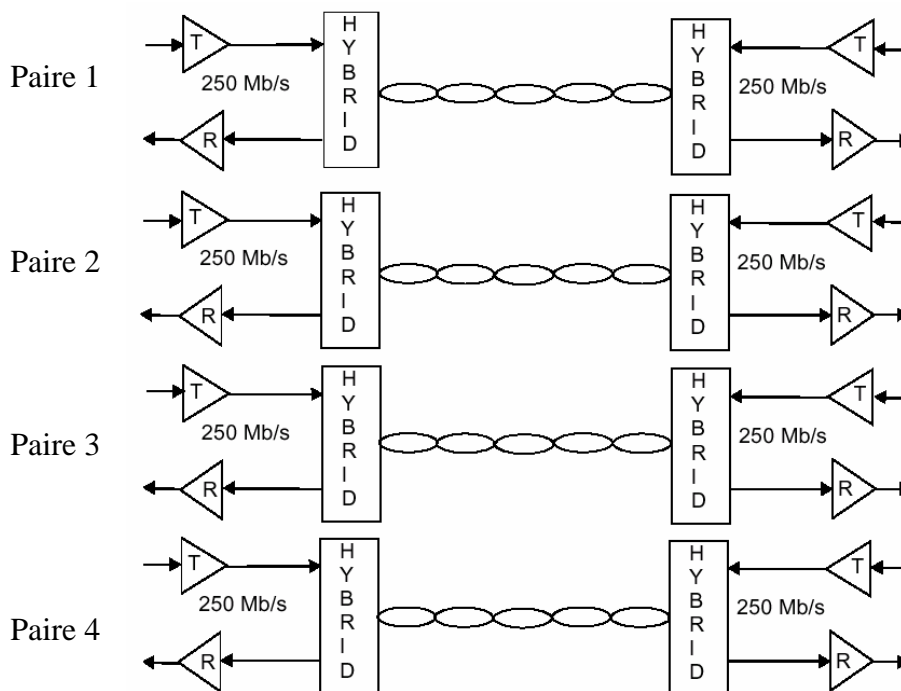 T HYBRID HYBRID T
Paire 1 250 Mb/s 250 Mb/s
R R
T HYBRID HYBRID T
Paire 2 250 Mb/s 250 Mb/s
R R
T HYBRID HYBRID T
Paire 3 250 Mb/s 250 Mb/s
R R
T HYBRID HYBRID T
Paire 4 250 Mb/s 250 Mb/s
R R